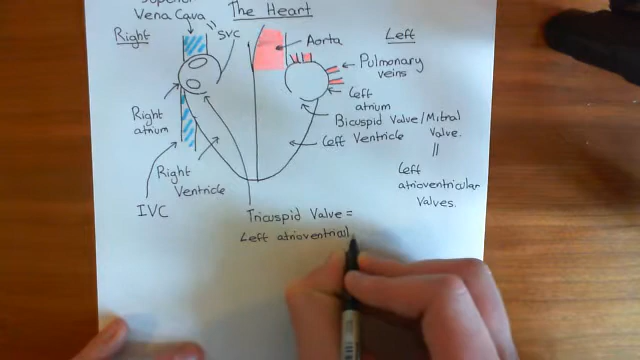 The Heart
Superior
Vena Cava
Right
SVC
Aorta
Left
Pulmonary
veins
Left
atrium
Bicuspid Valve/Mitral
Valve.
=
Left
atrioventricular
Valves.
Left Ventricle
Right
atrium
Right
Ventricle
IVC
Tricuspid Valve =
Left atrioventricul